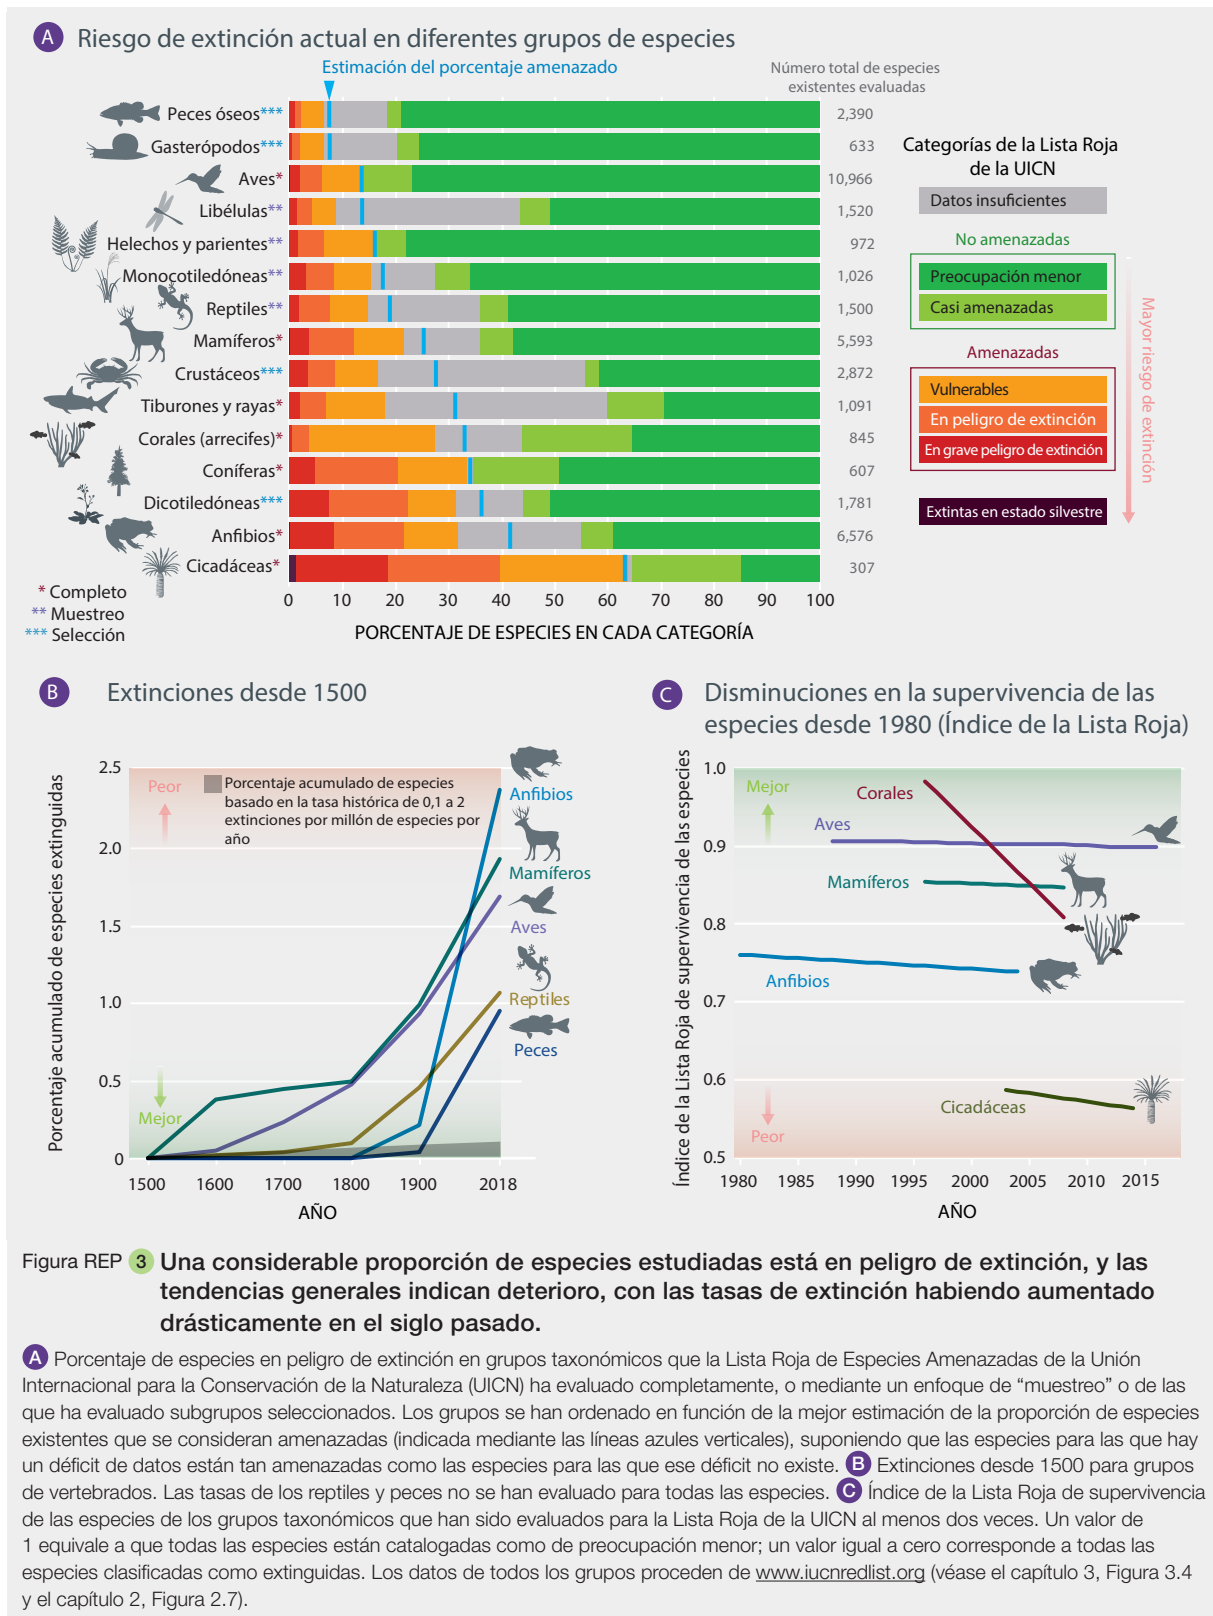 A Riesgo de extinción actual en diferentes grupos de especies
Estimación del porcentaje amenazado
Número total de especies
existentes evaluadas
Peces óseos*** 2,390
Gasterópodos*** 633
Aves* 10,966
Libélulas** 1,520
Helechos y parientes** 972
Monocotiledóneas** 1,026
Reptiles** 1,500
Mamíferos* 5,593
Crustáceos*** 2,872
Tiburones y rayas* 1,091
Corales (arrecifes)* 845
Coníferas* 607
Dicotiledóneas*** 1,781
Anfibios* 6,576
Cicadáceas* 307
0 10 20 30 40 50 60 70 80 90 100
PORCENTAJE DE ESPECIES EN CADA CATEGORÍA
* Completo
** Muestreo
*** Selección
Categorías de la Lista Roja
de la UICN
Datos insuficientes
No amenazadas
Preocupación menor
Casi amenazadas
Amenazadas
Vulnerables
En peligro de extinción
En grave peligro de extinción
Extintas en estado silvestre
Mayor riesgo de extinción
B Extinciones desde 1500
Porcentaje acumulado de especies extinguidas
2.5
2.0
1.5
1.0
0.5
0
Peor
Porcentaje acumulado de especies
basado en la tasa histórica de 0,1 a 2
extinciones por millón de especies por
año
Mejor
Anfibios
Mamíferos
Aves
Reptiles
Peces
1500 1600 1700 1800 1900 2018
AÑO
C Disminuciones en la supervivencia de las
especies desde 1980 (Índice de la Lista Roja)
Índice de la Lista Roja de supervivencia de las especies
1.0
0.9
0.8
0.7
0.6
0.5
Mejor
Corales
Aves
Mamíferos
Anfibios
Cicadáceas
Peor
1980 1985 1990 1995 2000 2005 2010 2015
AÑO
Figura REP 3 Una considerable proporción de especies estudiadas está en peligro de extinción, y las
tendencias generales indican deterioro, con las tasas de extinción habiendo aumentado
drásticamente en el siglo pasado.
A Porcentaje de especies en peligro de extinción en grupos taxonómicos que la Lista Roja de Especies Amenazadas de la Unión
Internacional para la Conservación de la Naturaleza (UICN) ha evaluado completamente, o mediante un enfoque de “muestreo” o de las
que ha evaluado subgrupos seleccionados. Los grupos se han ordenado en función de la mejor estimación de la proporción de especies
existentes que se consideran amenazadas (indicada mediante las líneas azules verticales), suponiendo que las especies para las que hay
un déficit de datos están tan amenazadas como las especies para las que ese déficit no existe. B Extinciones desde 1500 para grupos
de vertebrados. Las tasas de los reptiles y peces no se han evaluado para todas las especies. C Índice de la Lista Roja de supervivencia
de las especies de los grupos taxonómicos que han sido evaluados para la Lista Roja de la UICN al menos dos veces. Un valor de
1 equivale a que todas las especies están catalogadas como de preocupación menor; un valor igual a cero corresponde a todas las
especies clasificadas como extinguidas. Los datos de todos los grupos proceden de www.iucnredlist.org (véase el capítulo 3, Figura 3.4
y el capítulo 2, Figura 2.7).